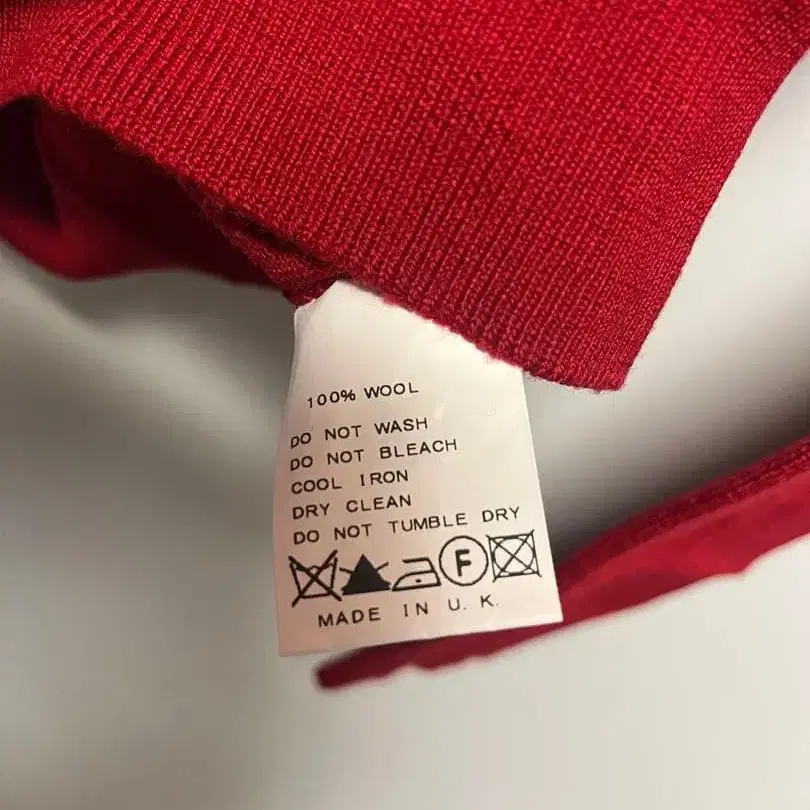 100% WOOL
DO NOT WASH
DO NOT BLEACH
COOL IRON
DRY CLEAN
DO NOT TUMBLE DRY
F
MADE IN U. K.